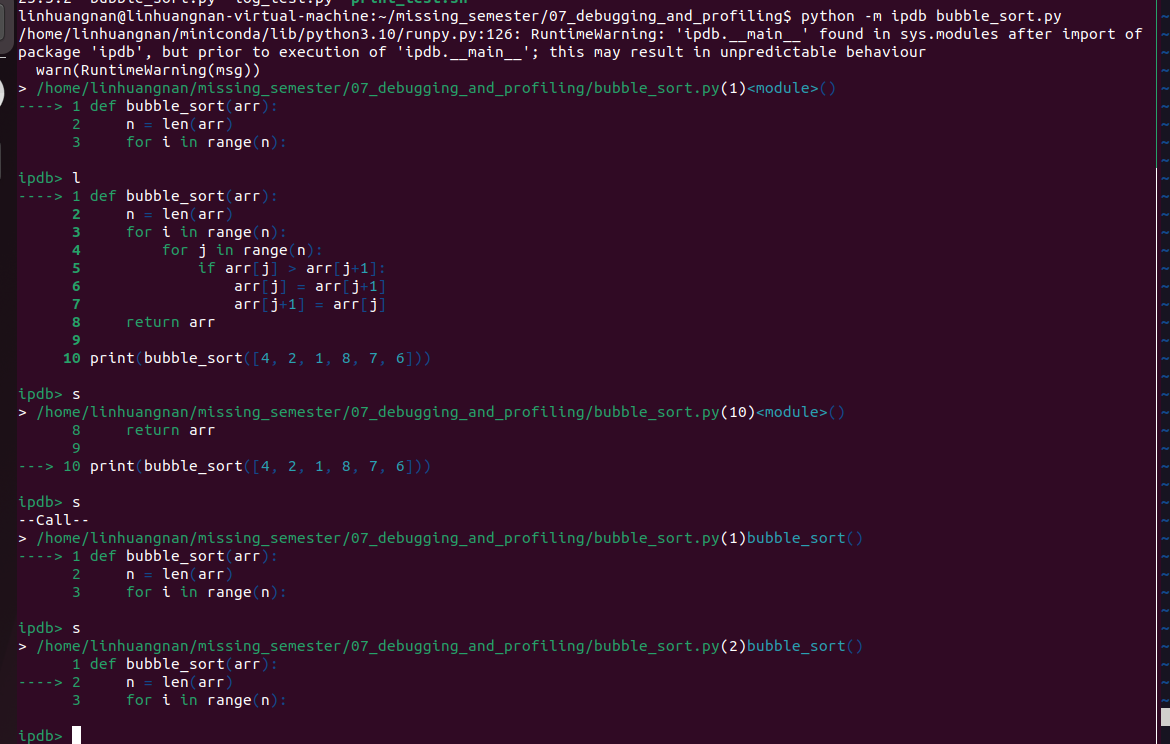 linhuangnan@linhuangnan-virtual-machine:~/missing_semester/07_debugging_and_profiling$ python -m ipdb bubble_sort.py
/home/linhuangnan/miniconda/lib/python3.10/runpy.py:126: RuntimeWarning: 'ipdb.__main__' found in sys.modules after import of
package 'ipdb', but prior to execution of 'ipdb.__main__'; this may result in unpredictable behaviour
  warn(RuntimeWarning(msg))
> /home/linhuangnan/missing_semester/07_debugging_and_profiling/bubble_sort.py(1)<module>()
----> 1 def bubble_sort(arr):
      2     n = len(arr)
      3     for i in range(n):
ipdb> l
----> 1 def bubble_sort(arr):
      2     n = len(arr)
      3     for i in range(n):
      4         for j in range(n):
      5             if arr[j] > arr[j+1]:
      6                 arr[j] = arr[j+1]
      7                 arr[j+1] = arr[j]
      8     return arr
      9
     10 print(bubble_sort([4, 2, 1, 8, 7, 6]))
ipdb> s
> /home/linhuangnan/missing_semester/07_debugging_and_profiling/bubble_sort.py(10)<module>()
      8     return arr
      9
---> 10 print(bubble_sort([4, 2, 1, 8, 7, 6]))
ipdb> s
--Call--
> /home/linhuangnan/missing_semester/07_debugging_and_profiling/bubble_sort.py(1)bubble_sort()
----> 1 def bubble_sort(arr):
      2     n = len(arr)
      3     for i in range(n):
ipdb> s
> /home/linhuangnan/missing_semester/07_debugging_and_profiling/bubble_sort.py(2)bubble_sort()
      1 def bubble_sort(arr):
----> 2     n = len(arr)
      3     for i in range(n):
ipdb>